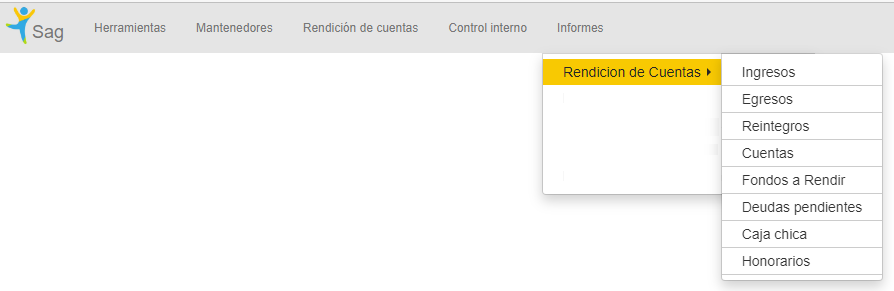 Sag
Herramientas
Mantenedores
Rendición de cuentas
Control interno
Informes
Rendicion de Cuentas
Ingresos
Egresos
Reintegros
Cuentas
Fondos a Rendir
Deudas pendientes
Caja chica
Honorarios